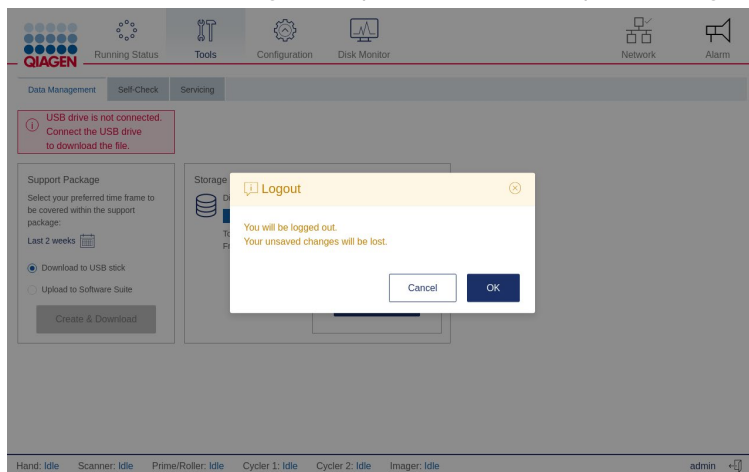 QIAGEN
Running Status
Tools
Configuration
Disk Monitor
Network
Alarm
Data Management
Self-Check
Servicing
USB drive is not connected.
Connect the USB drive
to download the file.
Support Package
Select your preferred time frame to
be covered within the support
package:
Last 2 weeks
Download to USB stick
Upload to Software Suite
Create & Download
Storage
Logout
You will be logged out.
Your unsaved changes will be lost.
Cancel
OK
Hand: Idle
Scanner: Idle
Prime/Roller: Idle
Cycler 1: Idle
Cycler 2: Idle
Imager: Idle
admin